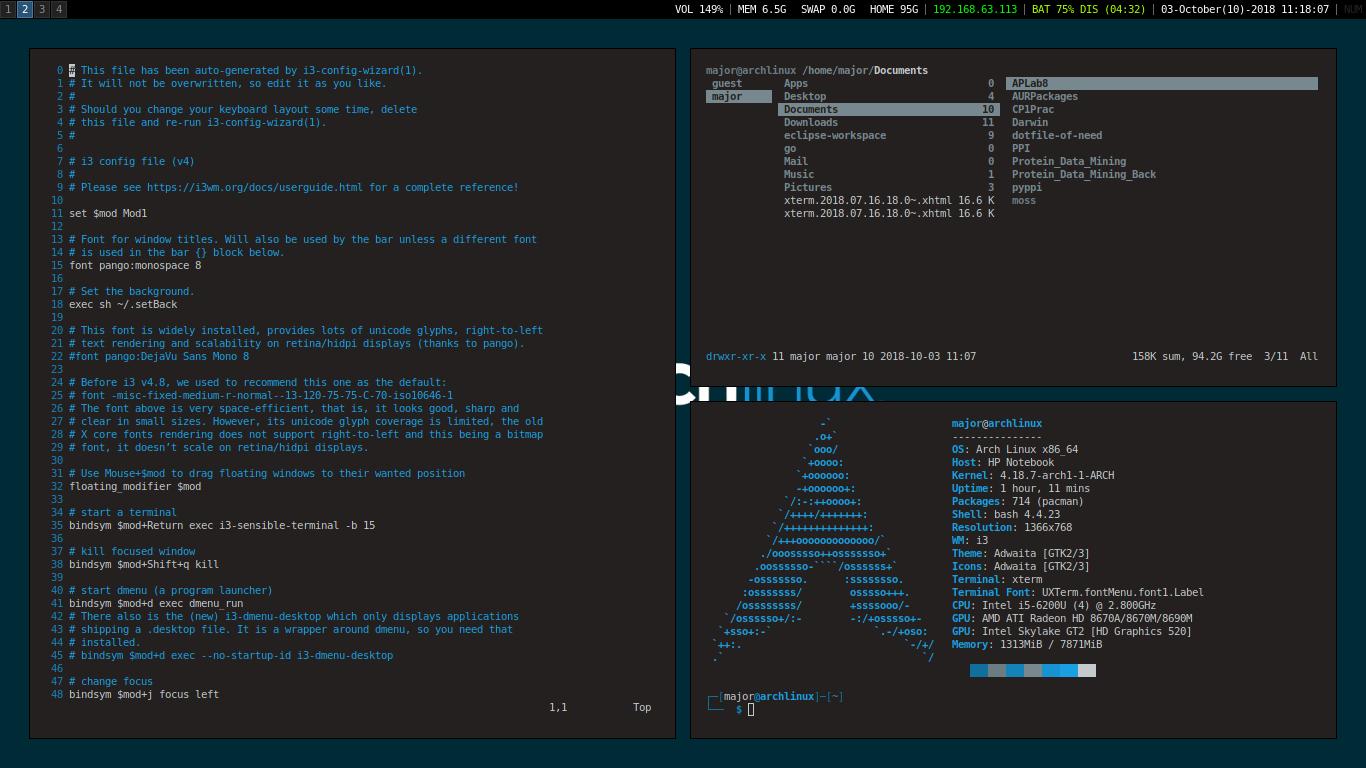 1 2 3 4 VOL 149% | MEM 6.5G SWAP 0.0G HOME 95G | 192.168.63.113 | BAT 75% DIS (04:32) | 03-October(10)-2018 11:18:07 | NUM
0 # This file has been auto-generated by i3-config-wizard(1).
1 # It will not be overwritten, so edit it as you like.
2 #
3 # Should you change your keyboard layout some time, delete
4 # this file and re-run i3-config-wizard(1).
5 #
6
7 # i3 config file (v4)
8 #
9 # Please see https://i3wm.org/docs/userguide.html for a complete reference!
10
11 set $mod Mod1
12
13 # Font for window titles. Will also be used by the bar unless a different font
14 # is used in the bar {} block below.
15 font pango:monospace 8
16
17 # Set the background.
18 exec sh ~/.setBack
19
20 # This font is widely installed, provides lots of unicode glyphs, right-to-left
21 # text rendering and scalability on retina/hidpi displays (thanks to pango).
22 #font pango:DejaVu Sans Mono 8
23
24 # Before i3 v4.8, we used to recommend this one as the default:
25 # font -misc-fixed-medium-r-normal--13-120-75-75-C-70-iso10646-1
26 # The font above is very space-efficient, that is, it looks good, sharp and
27 # clear in small sizes. However, its unicode glyph coverage is limited, the old
28 # X core fonts rendering does not support right-to-left and this being a bitmap
29 # font, it doesn't scale on retina/hidpi displays.
30
31 # Use Mouse+$mod to drag floating windows to their wanted position
32 floating_modifier $mod
33
34 # start a terminal
35 bindsym $mod+Return exec i3-sensible-terminal -b 15
36
37 # kill focused window
38 bindsym $mod+Shift+q kill
39
40 # start dmenu (a program launcher)
41 bindsym $mod+d exec dmenu_run
42 # There also is the (new) i3-dmenu-desktop which only displays applications
43 # shipping a .desktop file. It is a wrapper around dmenu, so you need that
44 # installed.
45 # bindsym $mod+d exec --no-startup-id i3-dmenu-desktop
46
47 # change focus
48 bindsym $mod+j focus left
1,1 Top
major@archlinux /home/major/Documents
guest Apps 0 APLab8
major Desktop 4 AURPackages
Documents 10 CP1Prac
Downloads 11 Darwin
eclipse-workspace 9 dotfile-of-need
go 0 PPI
Mail 0 Protein_Data_Mining
Music 1 Protein_Data_Mining_Back
Pictures 3 pyppi
xterm.2018.07.16.18.0~.xhtml 16.6 K moss
xterm.2018.07.16.18.0~.xhtml 16.6 K
drwxr-xr-x 11 major major 10 2018-10-03 11:07 158K sum, 94.2G free 3/11 All
-` major@archlinux
.o+` ---------------
`ooo/ OS: Arch Linux x86_64
`+oooo: Host: HP Notebook
`+oooooo: Kernel: 4.18.7-arch1-1-ARCH
-+oooooo+: Uptime: 1 hour, 11 mins
`/:-:++oooo+: Packages: 714 (pacman)
`/++++/+++++++: Shell: bash 4.4.23
`/++++++++++++++: Resolution: 1366x768
`/+++ooooooooooooo/` WM: i3
./ooosssso++osssssso+` Theme: Adwaita [GTK2/3]
.oossssso-````/ossssss+` Icons: Adwaita [GTK2/3]
-osssssso. :ssssssso. Terminal: xterm
:osssssss/ osssso+++. Terminal Font: UXTerm.fontMenu.font1.Label
/ossssssss/ +ssssooo/- CPU: Intel i5-6200U (4) @ 2.800GHz
`/ossssso+/:- -:/+osssso+- GPU: AMD ATI Radeon HD 8670A/8670M/8690M
`+sso+:-` `.-/+oso: GPU: Intel Skylake GT2 [HD Graphics 520]
`++:. `-/+/ Memory: 1313MiB / 7871MiB
.` `/
┌─[major@archlinux]─[~]
└── $